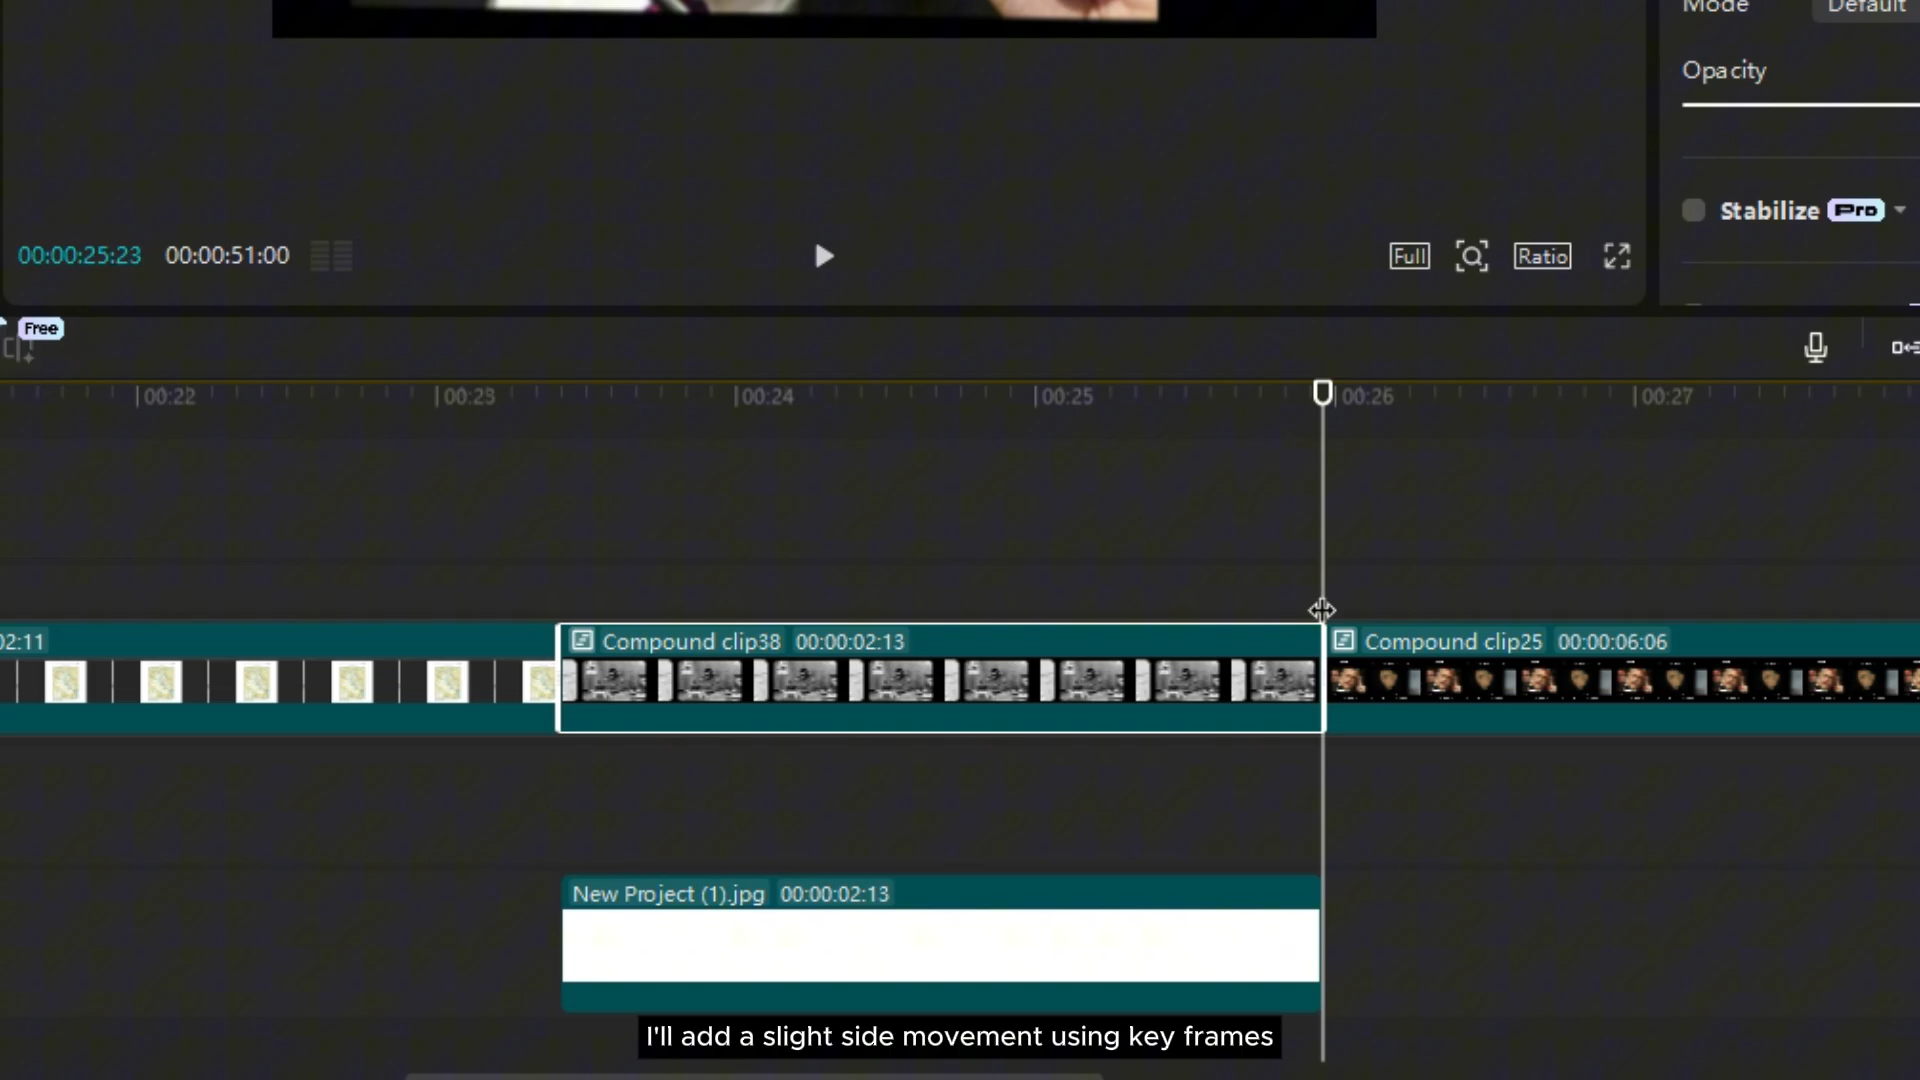 Mode Default
Opacity
Stabilize Pro
00:00:25:23 00:00:51:00
Full Ratio
Free
00:22 00:23 00:24 00:25 00:26 00:27
02:11 Compound clip38 00:00:02:13 Compound clip25 00:00:06:06
New Project (1).jpg 00:00:02:13
I'll add a slight side movement using key frames